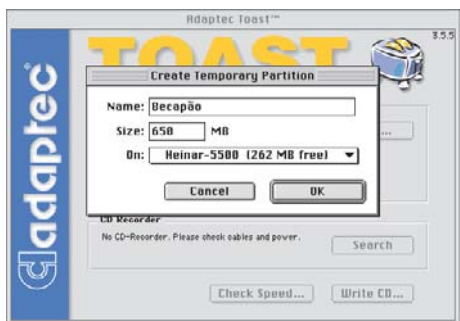 Adaptec Toast™
3.5.5
TOAST
adaptec
Create Temporary Partition
Name: Becapão
Size: 650 MB
On: Heinar-5500 (262 MB free)
Cancel
OK
...
CD Recorder
No CD-Recorder. Please check cables and power.
Search
Check Speed...
Write CD...